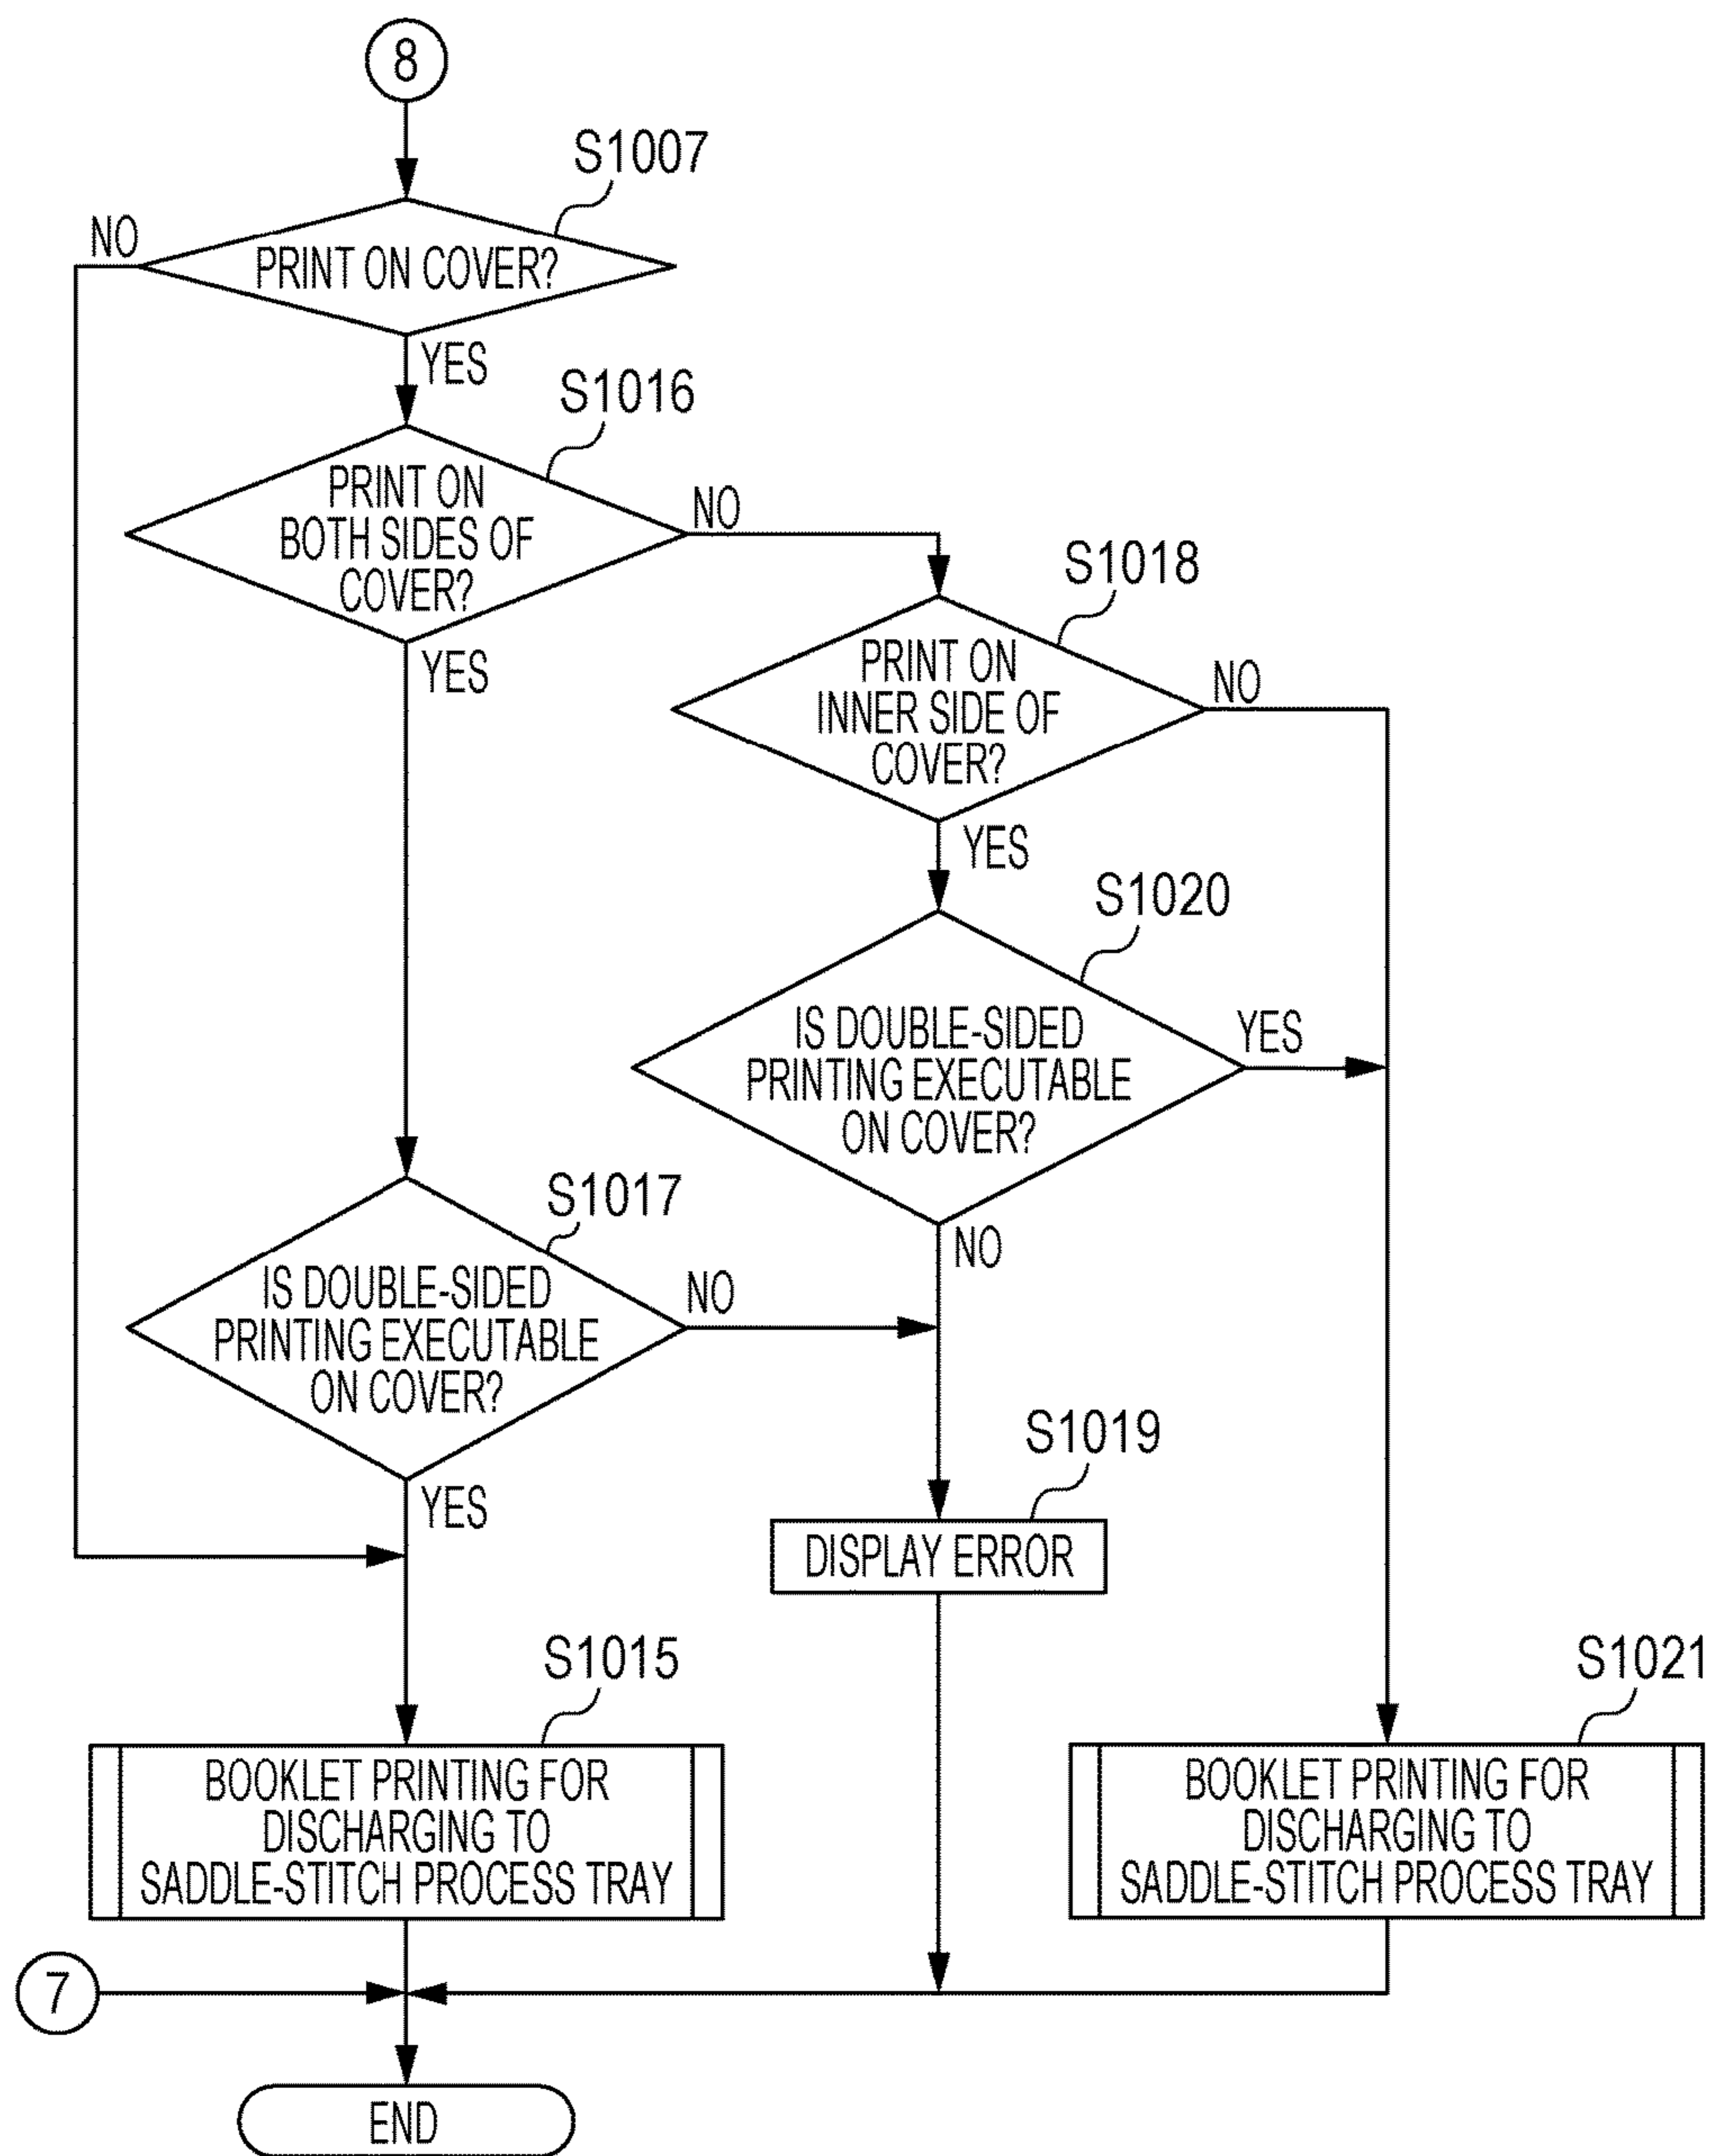 8
S1007
NO
PRINT ON COVER?
YES
S1016
PRINT ON
BOTH SIDES OF
COVER?
NO
YES
S1018
PRINT ON
INNER SIDE OF
COVER?
NO
YES
S1020
IS DOUBLE-SIDED
PRINTING EXECUTABLE
ON COVER?
YES
NO
S1017
IS DOUBLE-SIDED
PRINTING EXECUTABLE
ON COVER?
NO
YES
S1019
DISPLAY ERROR
S1015
BOOKLET PRINTING FOR
DISCHARGING TO
SADDLE-STITCH PROCESS TRAY
S1021
BOOKLET PRINTING FOR
DISCHARGING TO
SADDLE-STITCH PROCESS TRAY
7
END